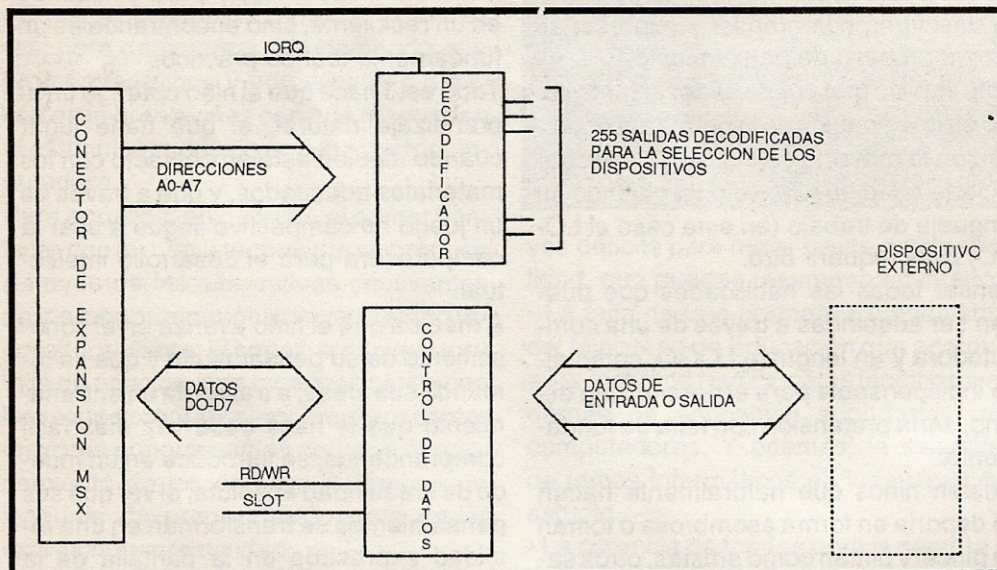 IORQ
CONECTOR DE EXPANSION MSX
DIRECCIONES
A0-A7
DECODIFICADOR
255 SALIDAS DECODIFICADAS
PARA LA SELECCION DE LOS
DISPOSITIVOS
DISPOSITIVO
EXTERNO
DATOS
DO-D7
CONTROL DE DATOS
DATOS DE
ENTRADA O SALIDA
RD/WR
SLOT